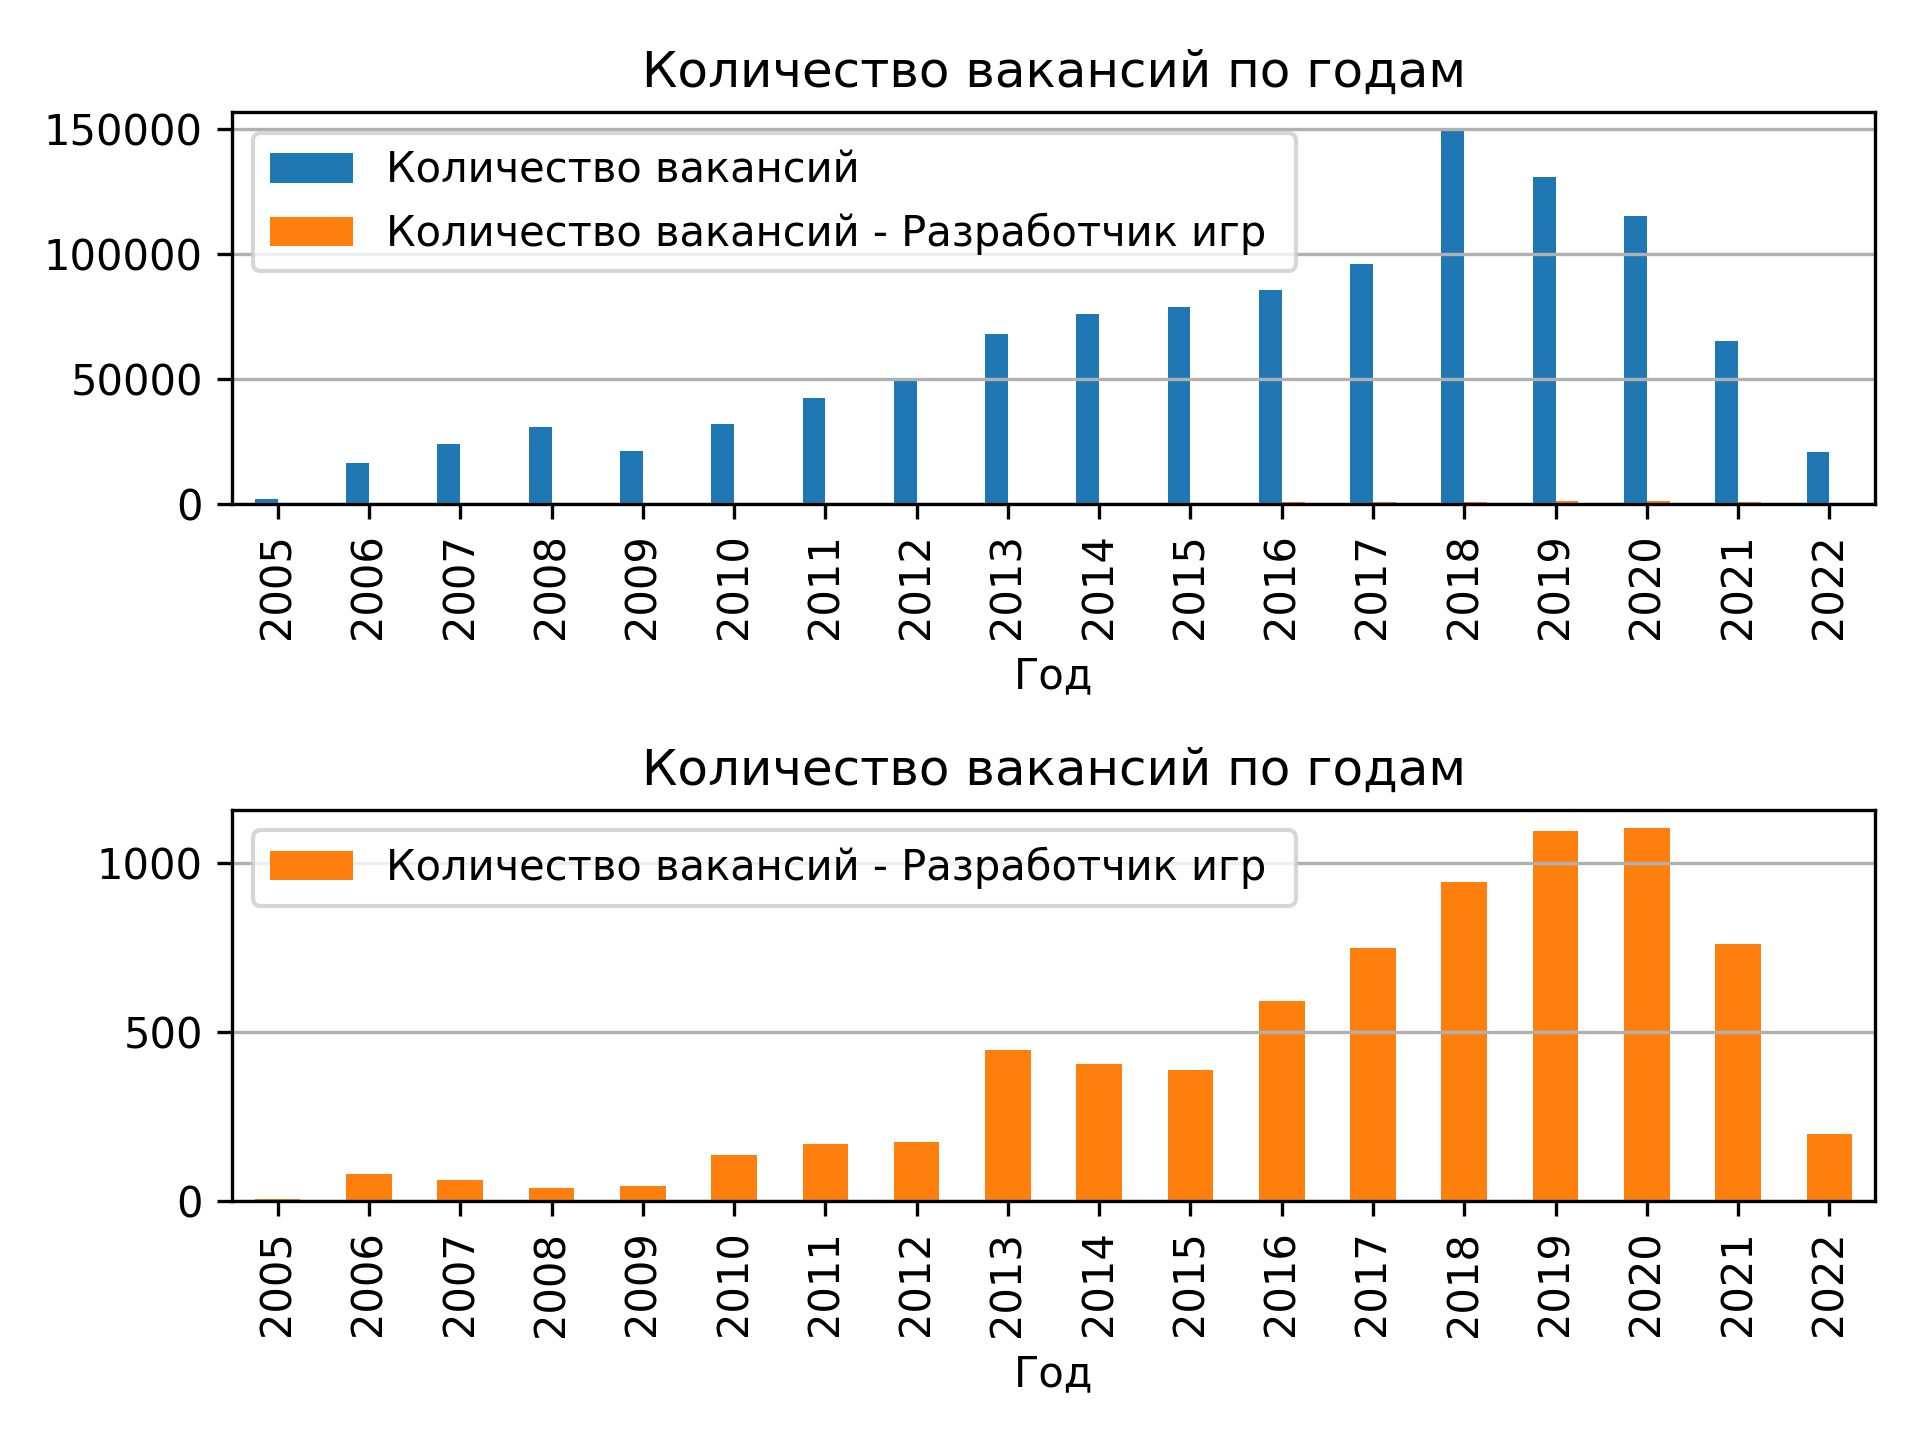 Количество вакансий по годам
150000
100000
50000
0
Количество вакансий
Количество вакансий - Разработчик игр
2005 2006 2007 2008 2009 2010 2011 2012 2013 2014 2015 2016 2017 2018 2019 2020 2021 2022
Год
Количество вакансий по годам
1000
500
0
Количество вакансий - Разработчик игр
2005 2006 2007 2008 2009 2010 2011 2012 2013 2014 2015 2016 2017 2018 2019 2020 2021 2022
Год